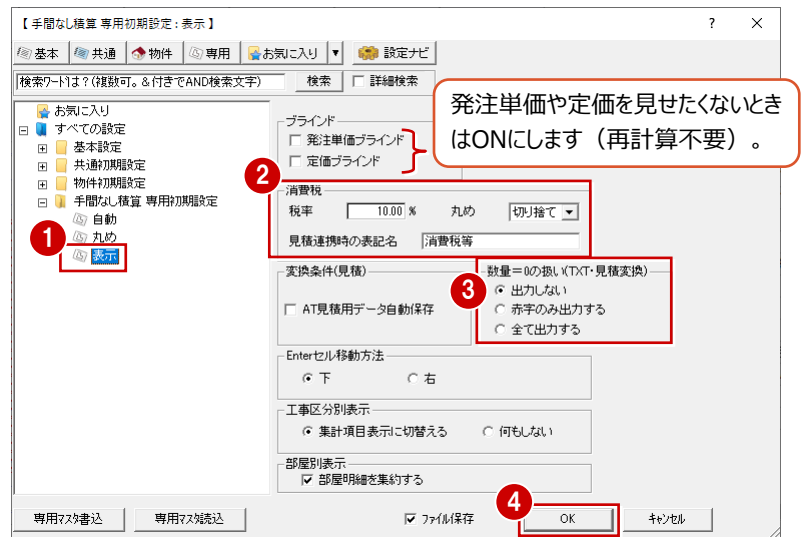 【 手間なし積算 専用初期設定 : 表示 】
? ×
基本 共通 物件 専用 お気に入り ▼ 設定ナビ
検索ワードは？(複数可。&付きでAND検索文字) 検索 詳細検索
発注単価や定価を見せたくないとき
はONにします（再計算不要）。
お気に入り
すべての設定
基本設定
共通初期設定
物件初期設定
手間なし積算 専用初期設定
自動
丸め
1
表示
ブラインド
発注単価ブラインド
定価ブラインド
2
消費税
税率 10.00 % 丸め 切り捨て
見積連携時の表記名 消費税等
変換条件(見積)
AT見積用データ自動保存
数量=0の扱い(TXT・見積変換)
3
出力しない
赤字のみ出力する
全て出力する
Enterセル移動方法
下 右
工事区分別表示
集計項目表示に切替える 何もしない
部屋別表示
部屋明細を集約する
4
専用マスタ書込 専用マスタ読込 ファイル保存 OK キャンセル